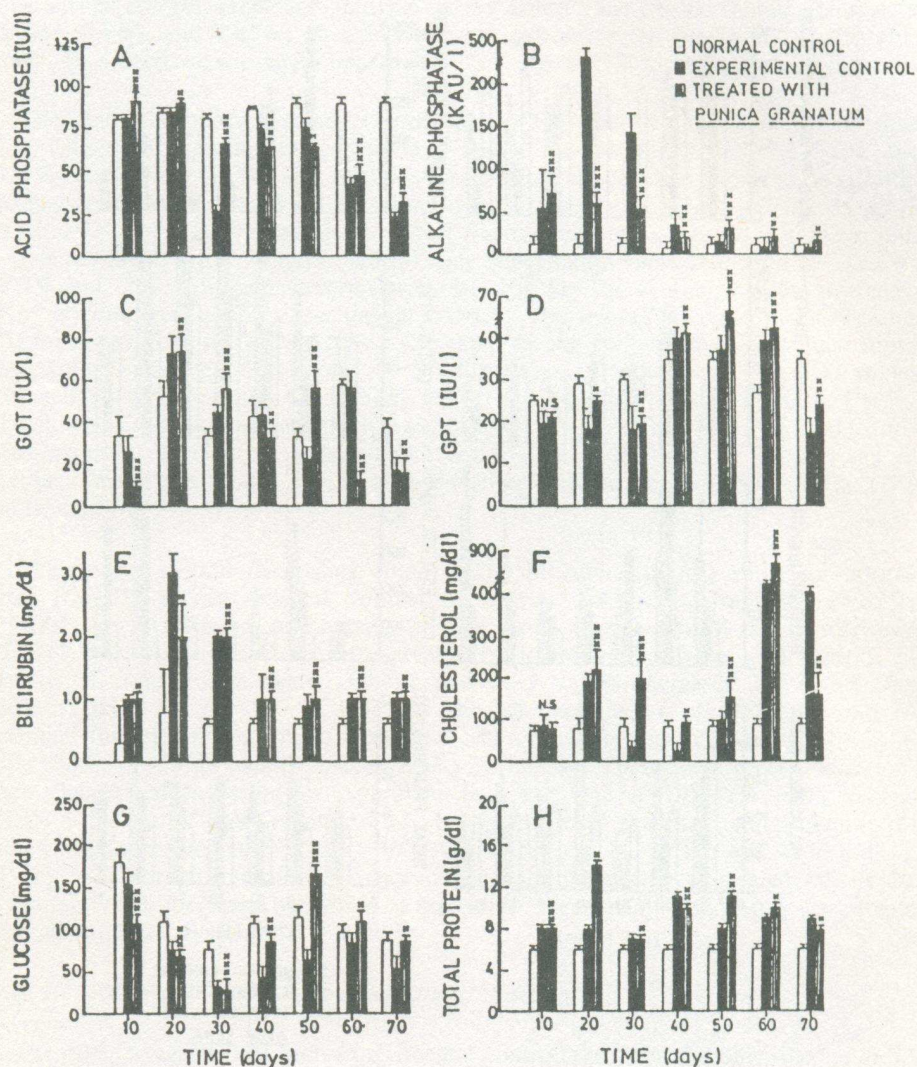 A
ACID PHOSPHATASE (IU/l)
125
100
75
50
25
0
B
ALKALINE PHOSPHATASE
(KAU/l)
500
200
150
100
50
0
NORMAL CONTROL
EXPERIMENTAL CONTROL
TREATED WITH
PUNICA GRANATUM
C
GOT (IU/l)
100
80
60
40
20
0
D
GPT (IU/l)
70
40
30
20
10
0
N.S
E
BILIRUBIN (mg/dl)
3.0
2.0
1.0
0
F
CHOLESTEROL (mg/dl)
900
400
300
200
100
0
N.S
G
GLUCOSE (mg/dl)
250
200
150
100
50
0
10 20 30 40 50 60 70
TIME (days)
H
TOTAL PROTEIN (g/dl)
20
16
12
8
4
0
10 20 30 40 50 60 70
TIME (days)